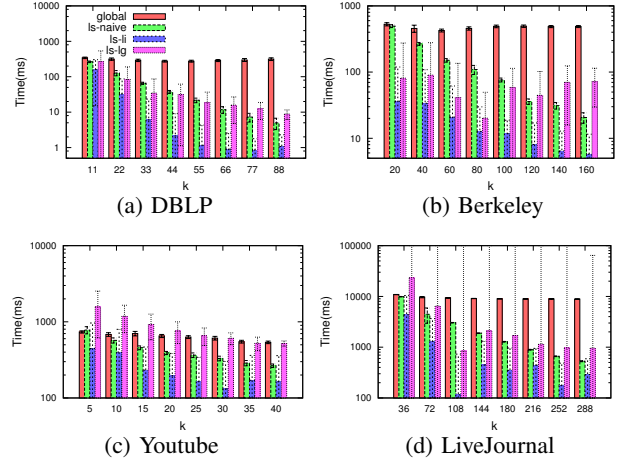 global
ls-naive
ls-li
ls-lg
Time(ms)
1000
100
10
1
11 22 33 44 55 66 77 88
k
(a) DBLP
Time(ms)
1000
100
10
20 40 60 80 100 120 140 160
k
(b) Berkeley
Time(ms)
10000
1000
100
5 10 15 20 25 30 35 40
k
(c) Youtube
Time(ms)
100000
10000
1000
100
36 72 108 144 180 216 252 288
k
(d) LiveJournal